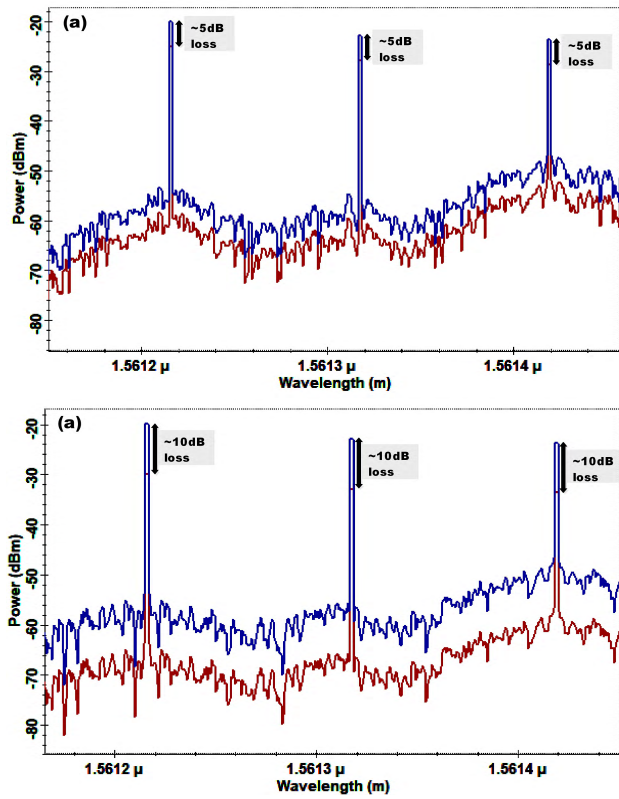 (a)
~5dB
loss
~5dB
loss
~5dB
loss
Power (dBm)
-20
-30
-40
-50
-60
-70
-80
1.5612 µ
1.5613 µ
1.5614 µ
Wavelength (m)
(a)
~10dB
loss
~10dB
loss
~10dB
loss
Power (dBm)
-20
-30
-40
-50
-60
-70
-80
1.5612 µ
1.5613 µ
1.5614 µ
Wavelength (m)